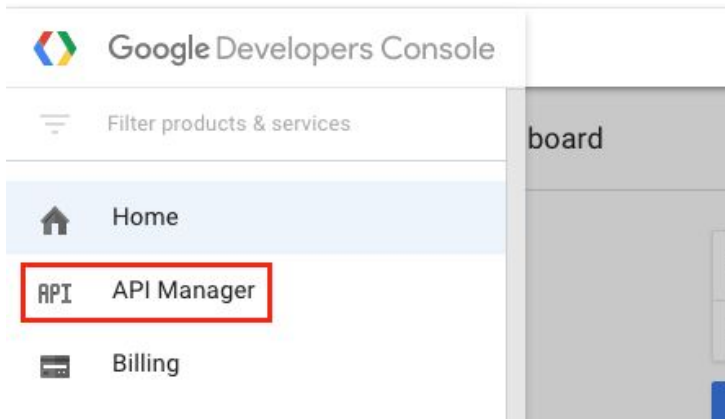 Google Developers Console
Filter products & services
board
Home
API API Manager
Billing